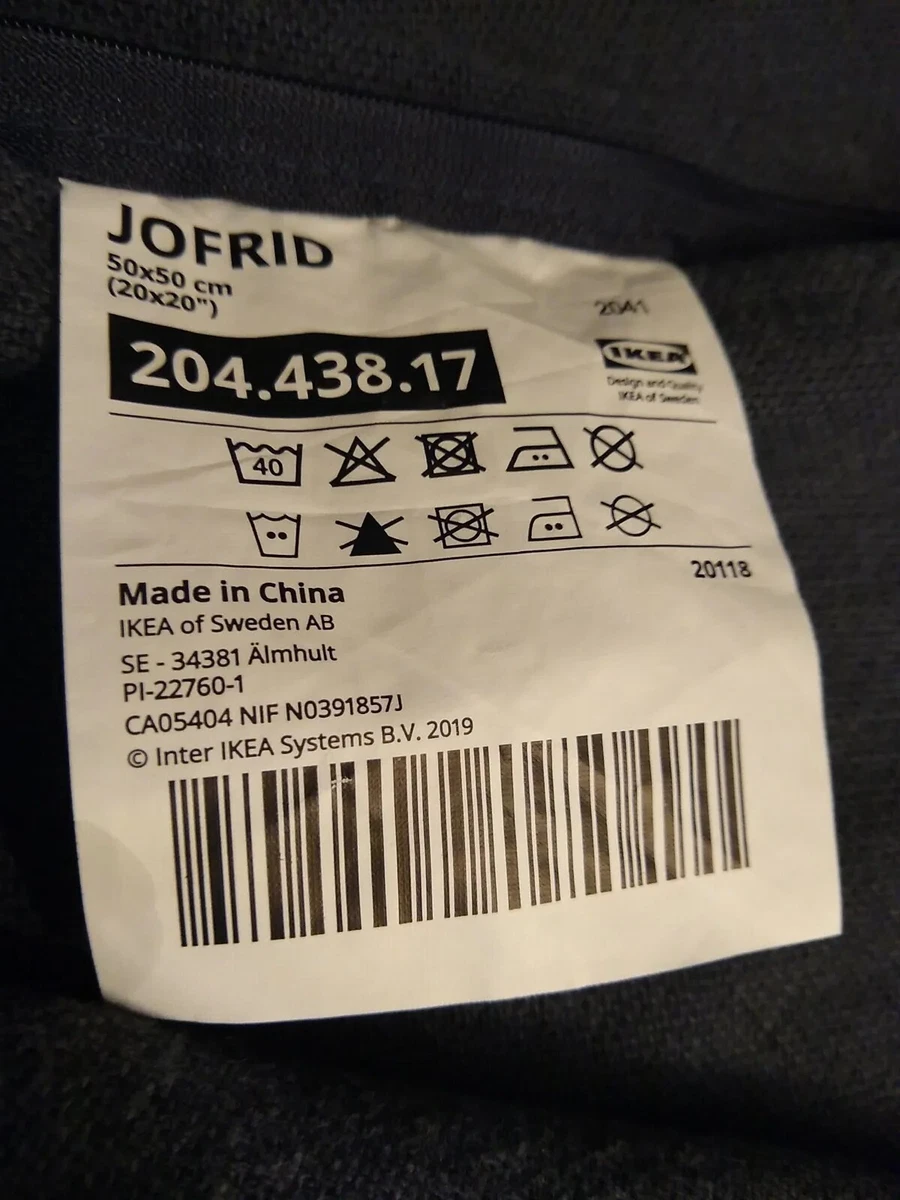 JOFRID
50x50 cm
(20x20")
2041
204.438.17
IKEA
Design and Quality
IKEA of Sweden
40
20118
Made in China
IKEA of Sweden AB
SE - 34381 Älmhult
PI-22760-1
CA05404 NIF N0391857J
© Inter IKEA Systems B.V. 2019